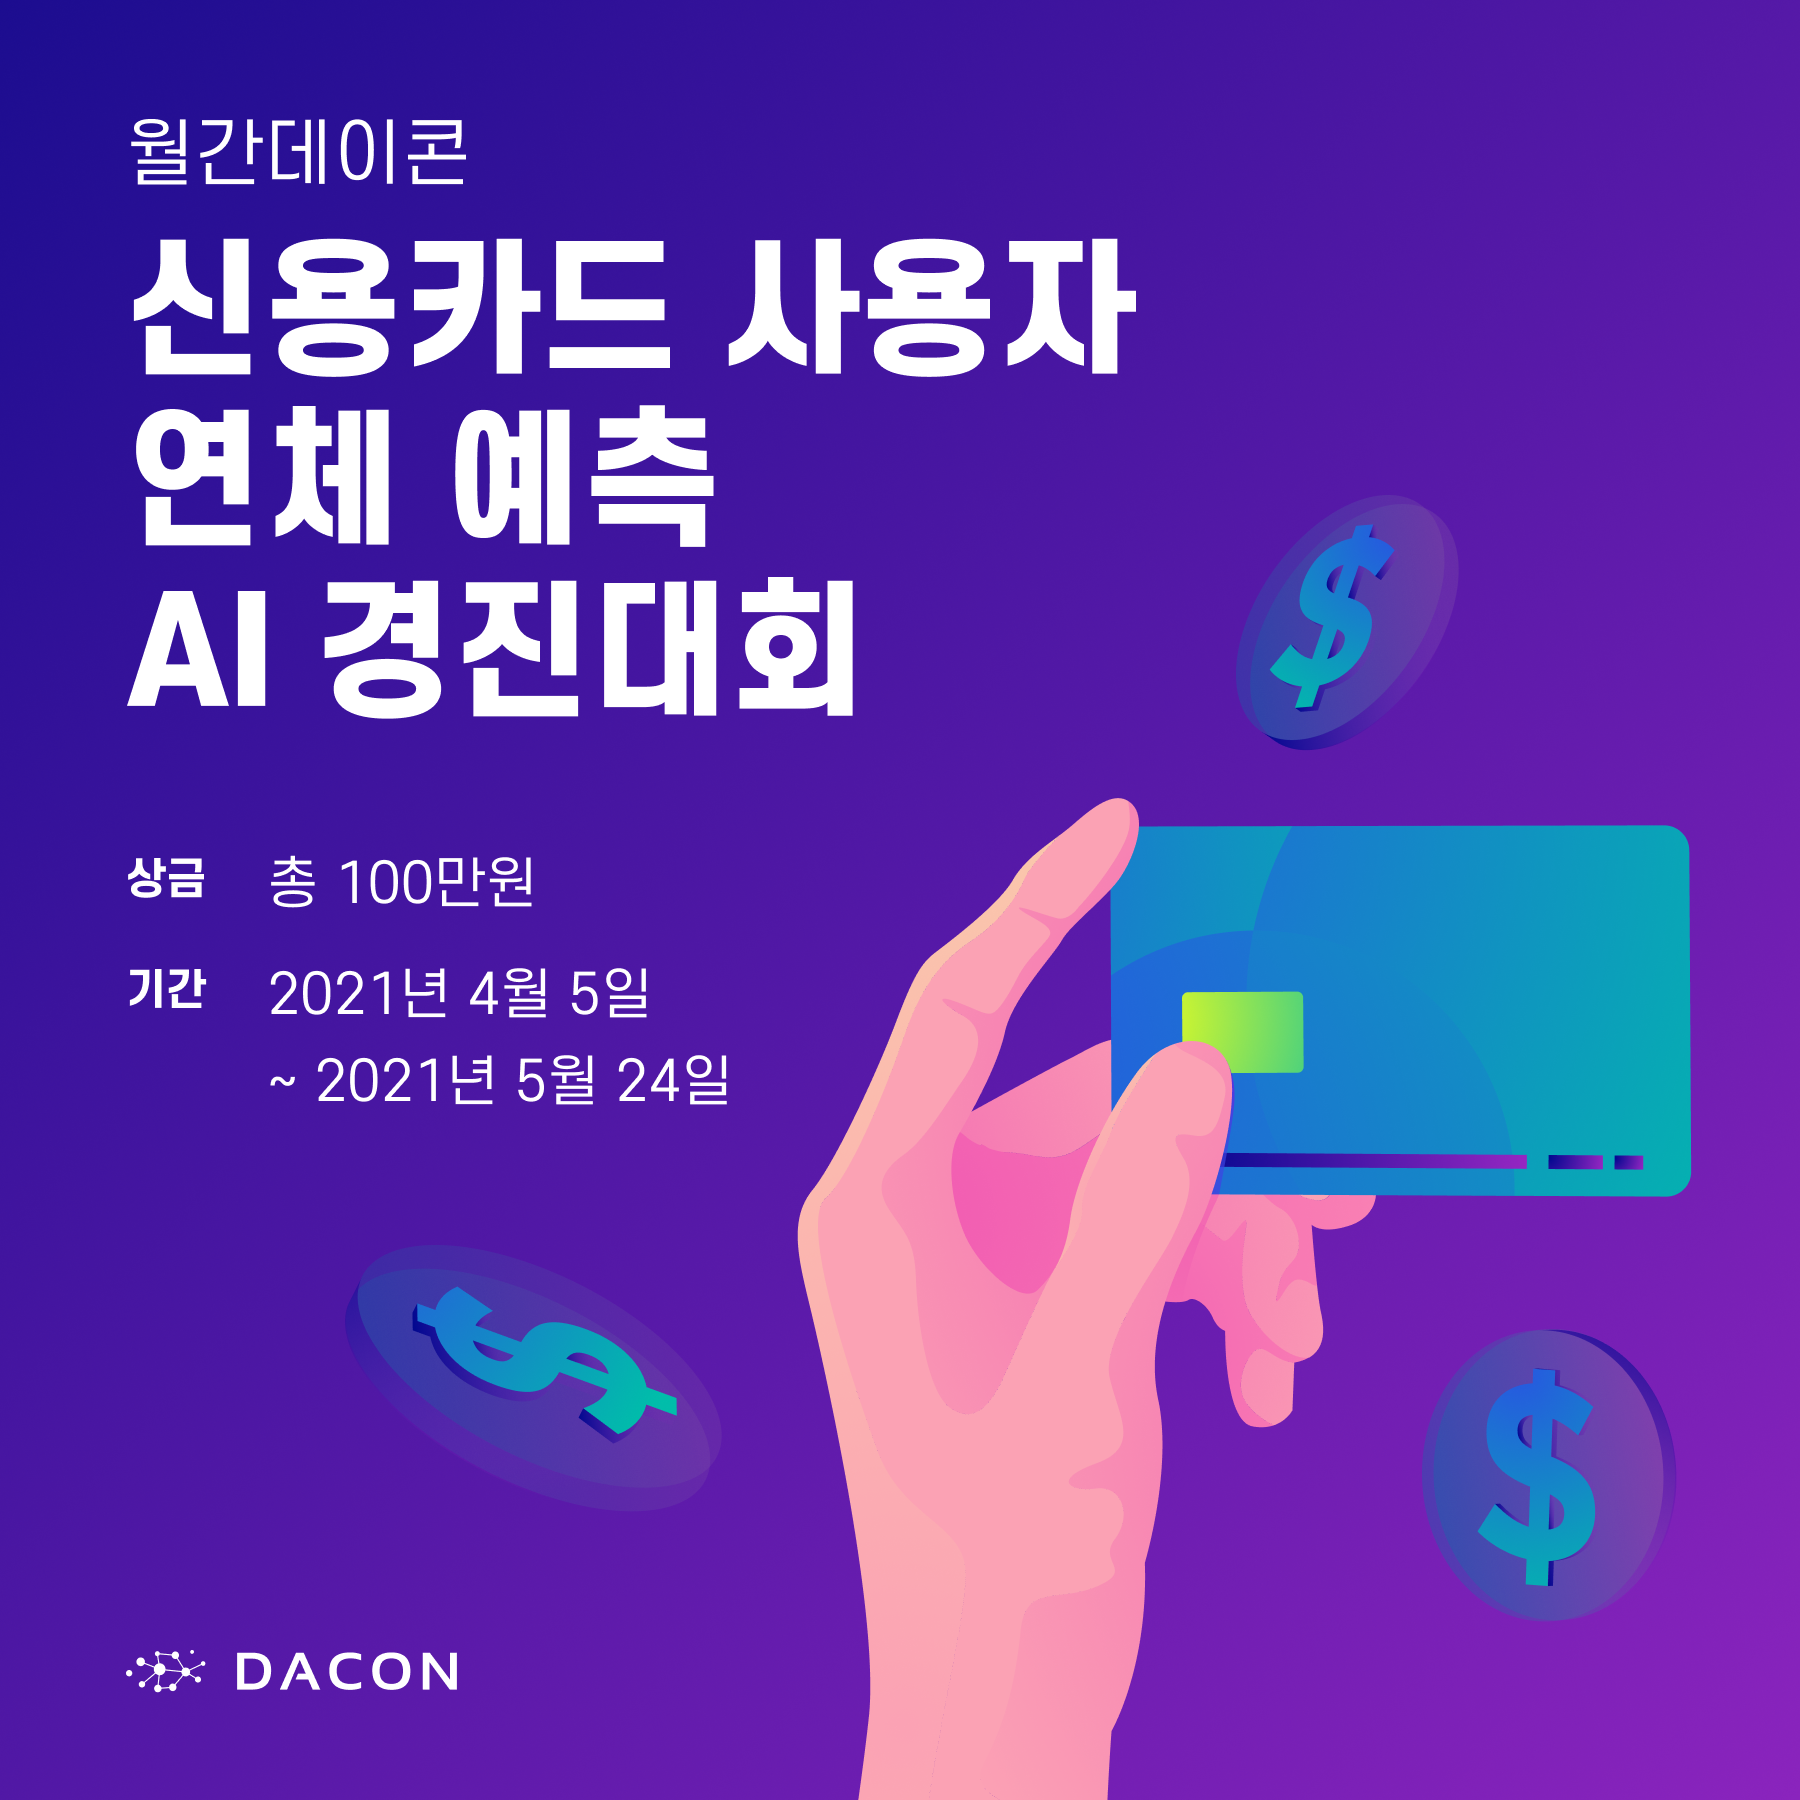 월간데이콘
신용카드 사용자
연체 예측
AI 경진대회
상금 총 100만원
기간 2021년 4월 5일
~ 2021년 5월 24일
$
$
$
DACON